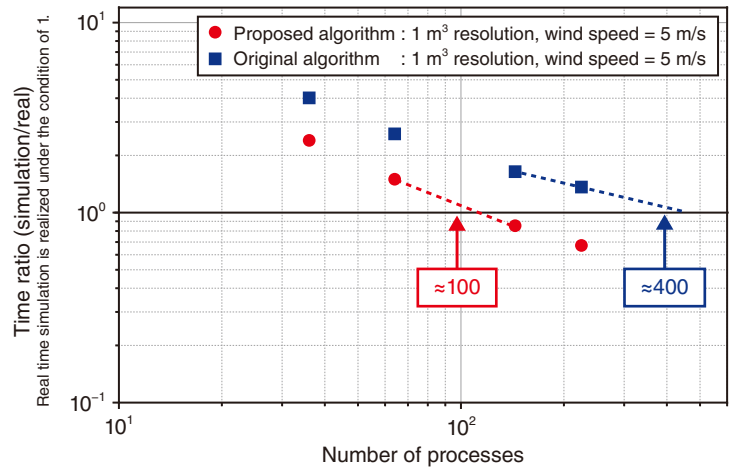 Proposed algorithm : 1 m³ resolution, wind speed = 5 m/s
Original algorithm : 1 m³ resolution, wind speed = 5 m/s
Time ratio (simulation/real)
Real time simulation is realized under the condition of 1.
10¹
10⁰
10⁻¹
≈100
≈400
10¹
10²
Number of processes